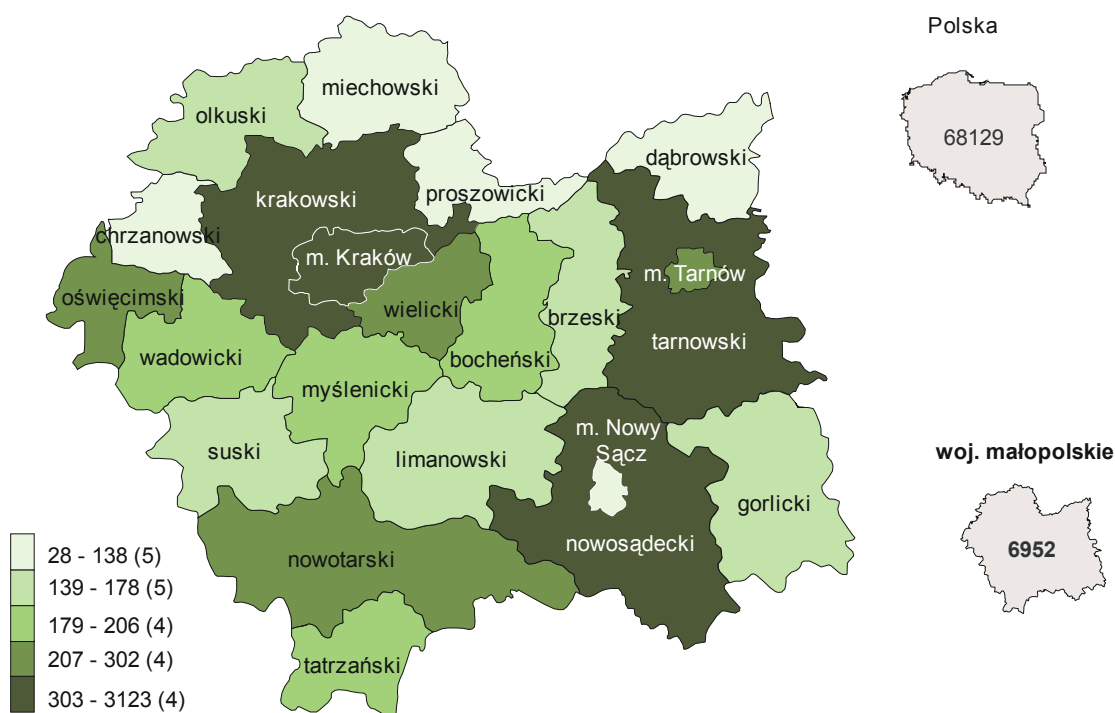 Polska
68129
miechowski
olkuski
dąbrowski
proszowicki
krakowski
chrzanowski
m. Kraków
m. Tarnów
oświęcimski
wielicki
brzeski
tarnowski
wadowicki
bocheński
myślenicki
m. Nowy
Sącz
suski
limanowski
woj. małopolskie
gorlicki
6952
nowotarski
nowosądecki
tatrzański
28 - 138 (5)
139 - 178 (5)
179 - 206 (4)
207 - 302 (4)
303 - 3123 (4)